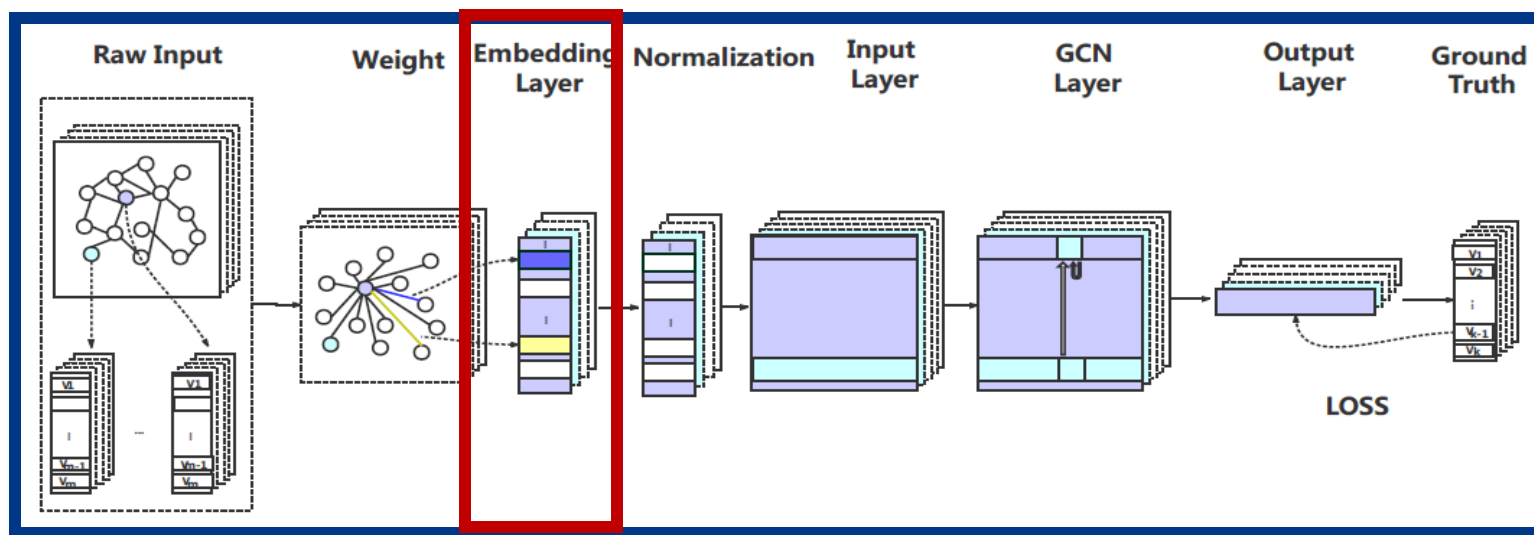 Raw Input
Weight
Embedding
Layer
Normalization
Input
Layer
GCN
Layer
Output
Layer
Ground
Truth
V1
V2
Vk-1
Vk
U
V1
Vm-1
Vm
...
V1
Vm-1
Vm
LOSS